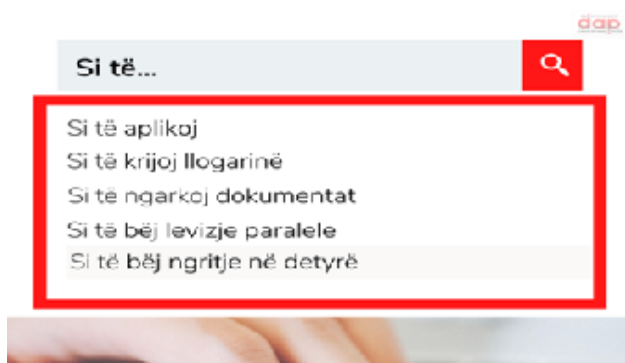 dap
Si të...
Si të aplikoj
Si të krijoj llogarinë
Si të ngarkoj dokumentat
Si të bëj levizje paralele
Si të bëj ngritje në detyrë